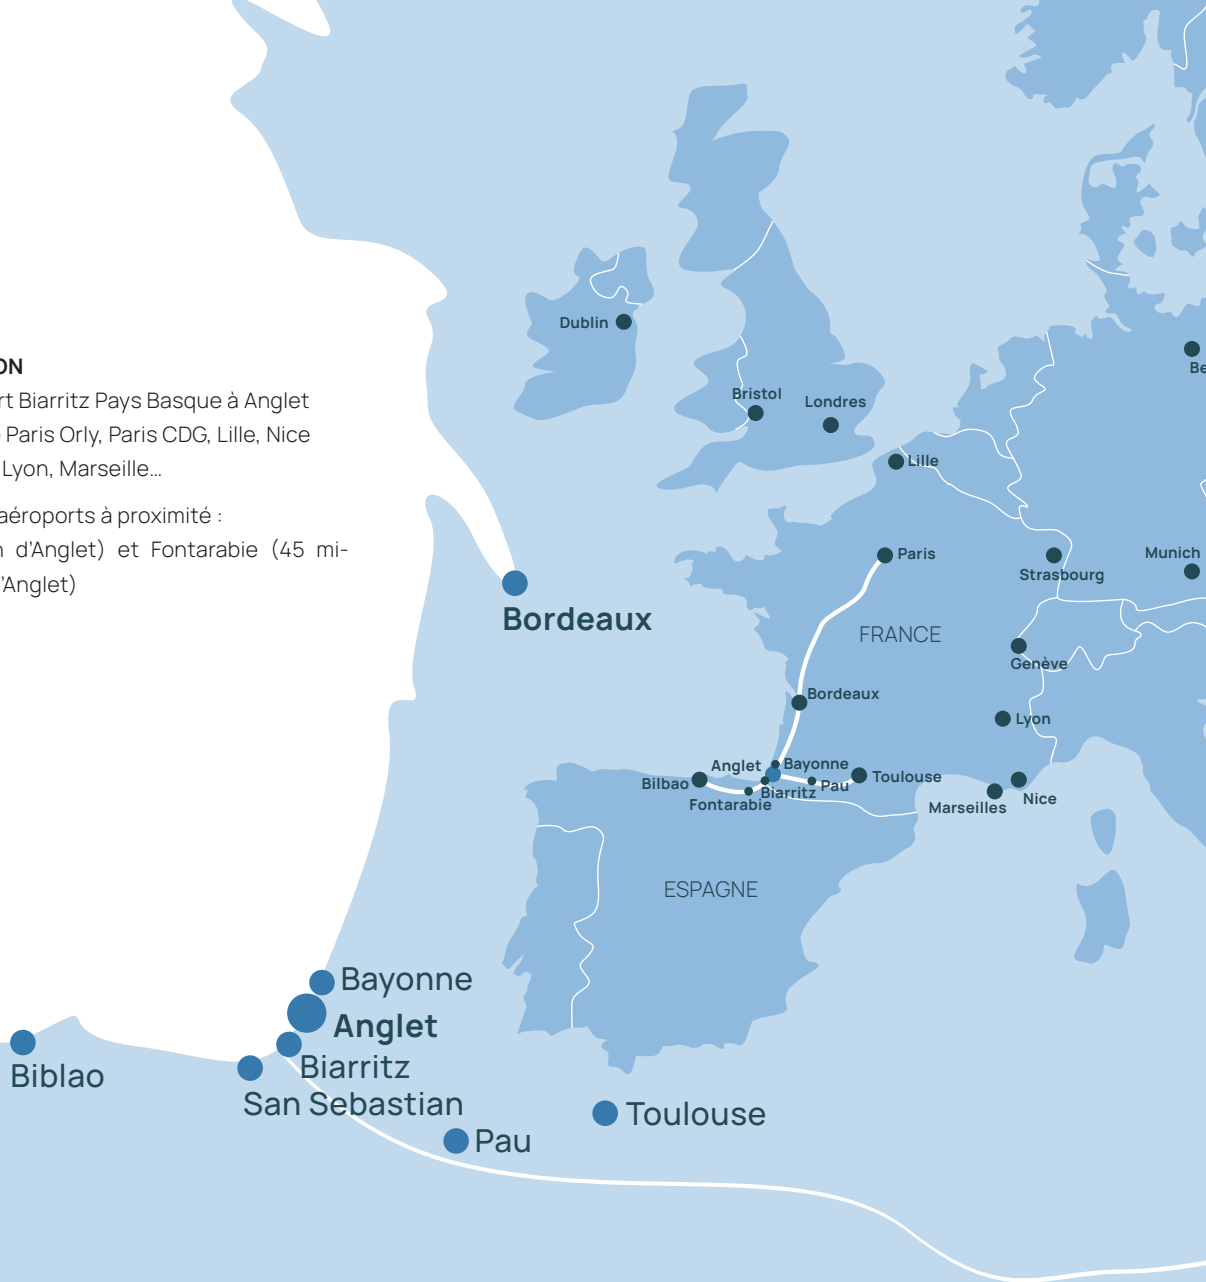 ON
rt Biarritz Pays Basque à Anglet
Paris Orly, Paris CDG, Lille, Nice
Lyon, Marseille…
aéroports à proximité :
d’Anglet) et Fontarabie (45 mi-
’Anglet)
Dublin
Bristol
Londres
Be
Lille
Paris
Strasbourg
Munich
FRANCE
Genève
Bordeaux
Bordeaux
Lyon
Anglet
Bayonne
Bilbao
Biarritz
Pau
Toulouse
Fontarabie
Marseilles
Nice
ESPAGNE
Bayonne
Anglet
Biarritz
Biblao
San Sebastian
Toulouse
Pau